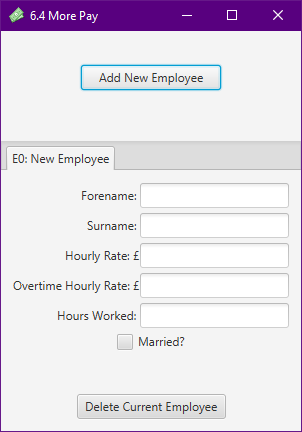 6.4 More Pay
Add New Employee
E0: New Employee
Forename:
Surname:
Hourly Rate: £
Overtime Hourly Rate: £
Hours Worked:
Married?
Delete Current Employee